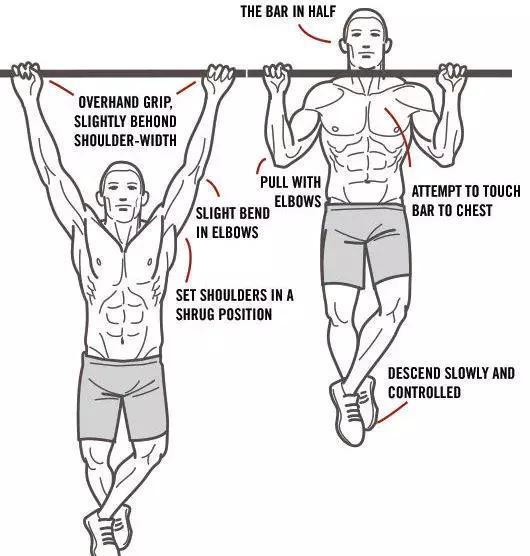 THE BAR IN HALF
OVERHAND GRIP,
SLIGHTLY BEHOND
SHOULDER-WIDTH
PULL WITH
ELBOWS
ATTEMPT TO TOUCH
BAR TO CHEST
SLIGHT BEND
IN ELBOWS
SET SHOULDERS IN A
SHRUG POSITION
DESCEND SLOWLY AND
CONTROLLED